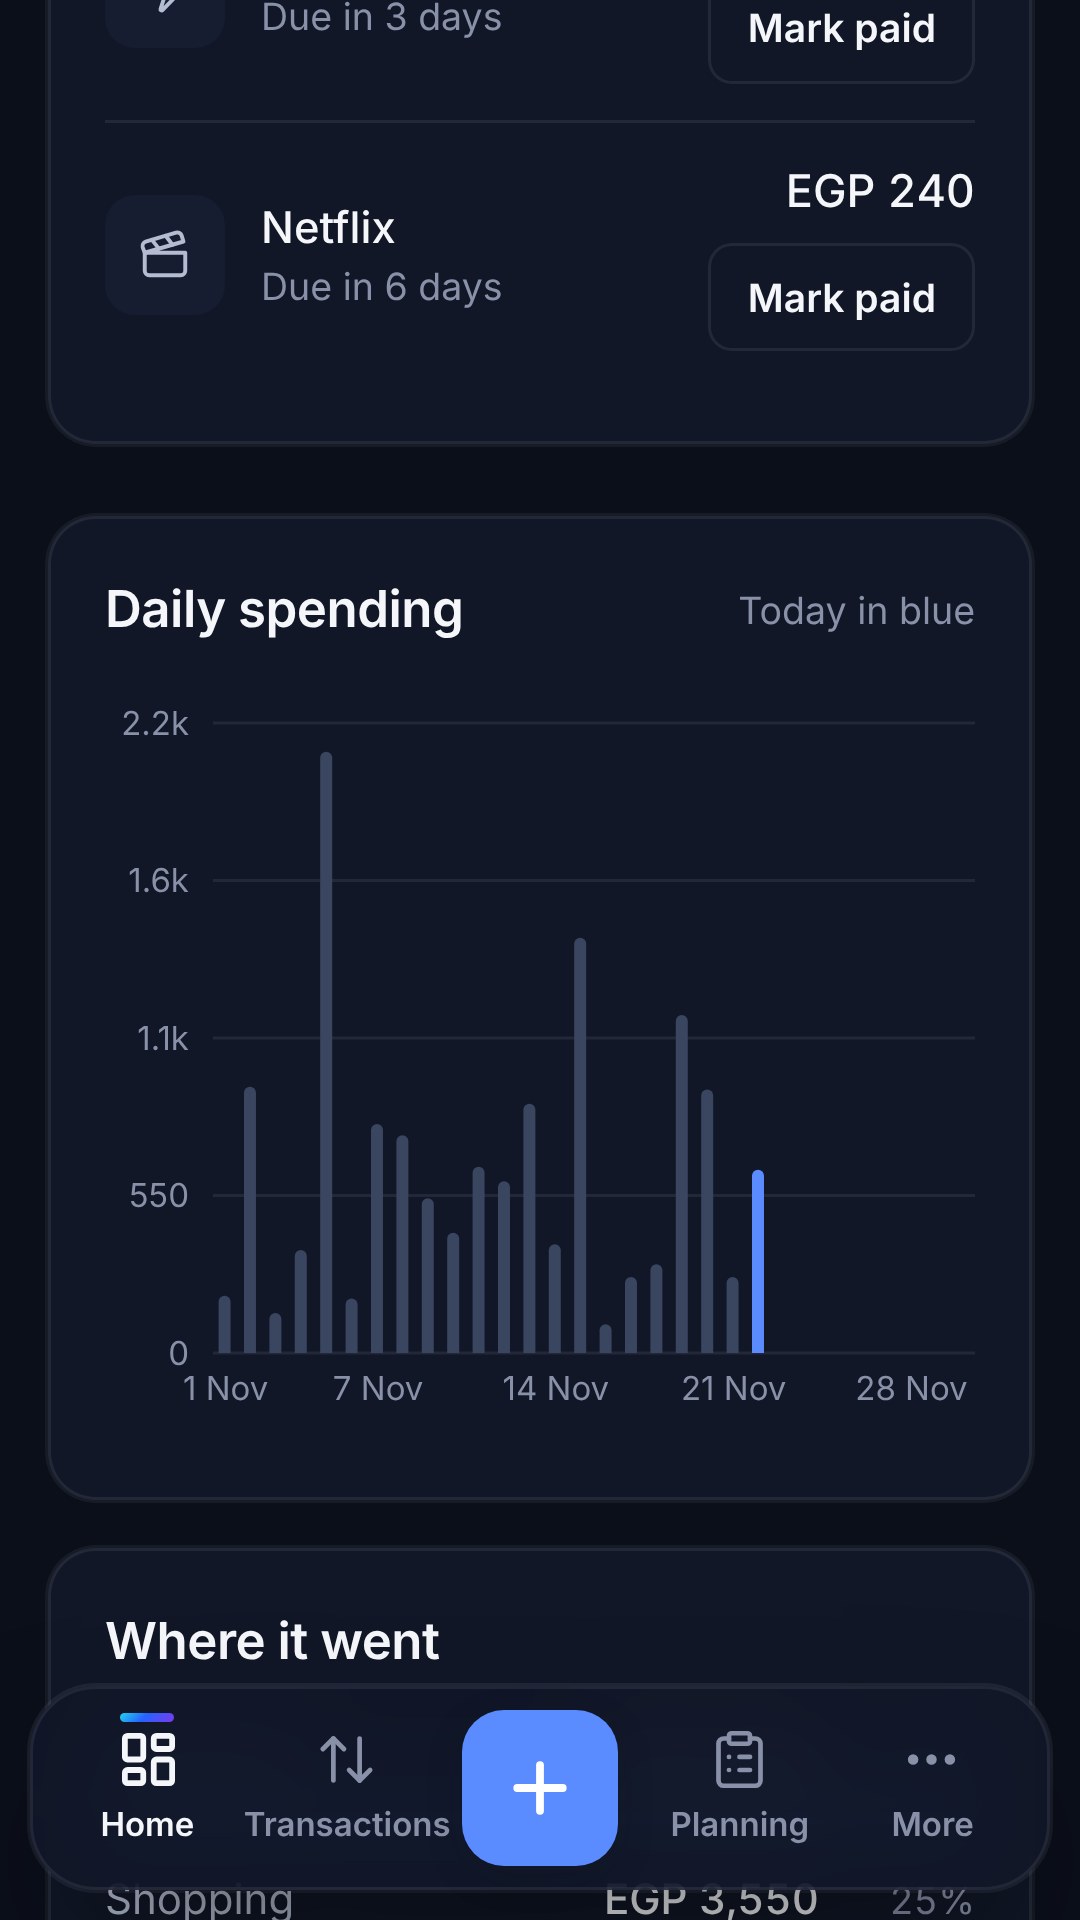 Due in 3 days
Mark paid
EGP 240
Netflix
Due in 6 days
Mark paid
Daily spending
Today in blue
2.2k
1.6k
1.1k
550
0
1 Nov 7 Nov 14 Nov 21 Nov 28 Nov
Where it went
Home Transactions Planning More
Shopping EGP 3,550 25%